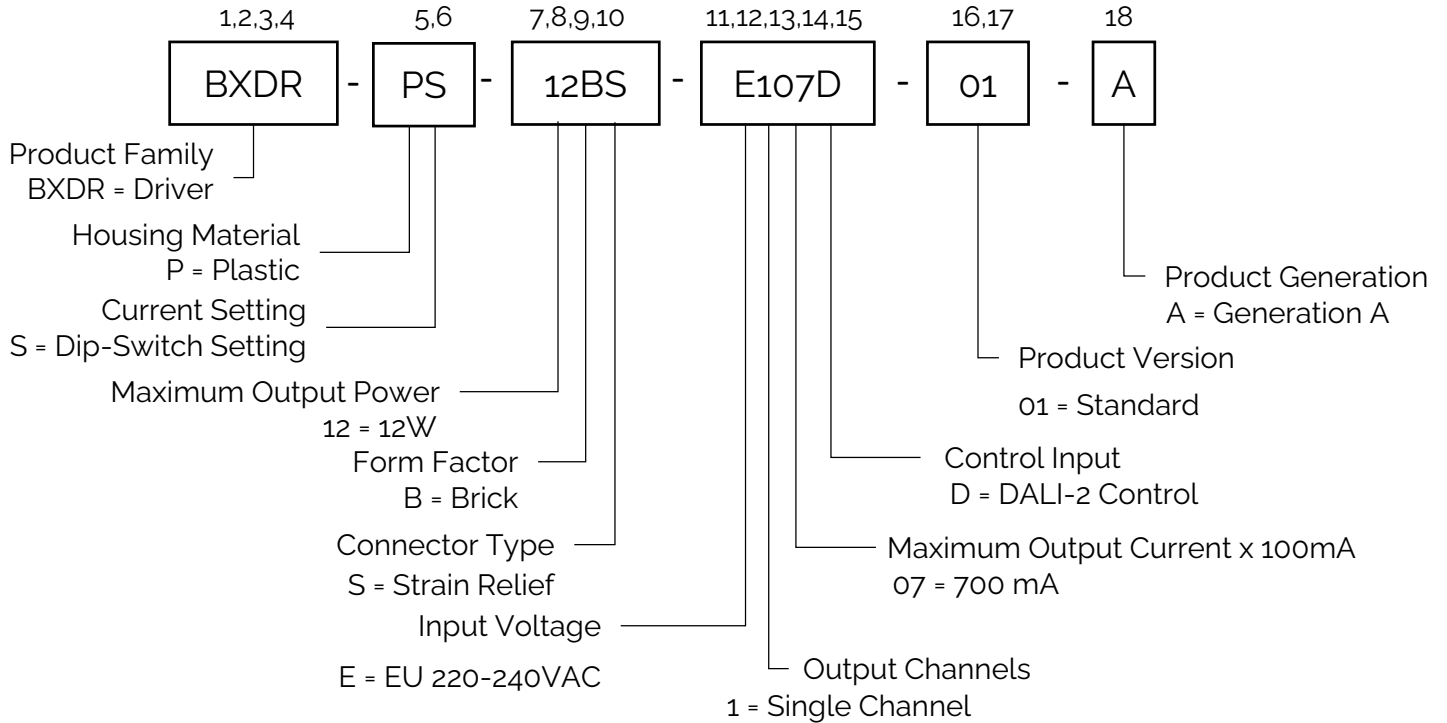 1,2,3,4 5,6 7,8,9,10 11,12,13,14,15 16,17 18
BXDR - PS - 12BS - E107D - 01 - A
Product Family
BXDR = Driver
Housing Material
P = Plastic
Current Setting
S = Dip-Switch Setting
Maximum Output Power
12 = 12W
Form Factor
B = Brick
Connector Type
S = Strain Relief
Input Voltage
E = EU 220-240VAC
Output Channels
1 = Single Channel
Maximum Output Current x 100mA
07 = 700 mA
Control Input
D = DALI-2 Control
Product Version
01 = Standard
Product Generation
A = Generation A